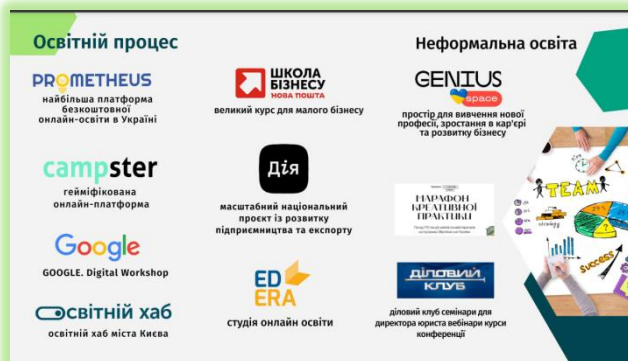 Освітній процес
Неформальна освіта
PROMETHEUS
найбільша платформа
безкоштовної
онлайн-освіти в Україні
ШКОЛА
БІЗНЕСУ
НОВА ПОШТА
великий курс для малого бізнесу
GENIUS
space
простір для вивчення нової
професії, зростання в кар'єрі
та розвитку бізнесу
campster
гейміфікована
онлайн-платформа
Дія
масштабний національний
проєкт із розвитку
підприємництва та експорту
МАРАФОН
КРЕАТИВНОЇ
ПРАКТИКИ
TEAM
success
Google
GOOGLE. Digital Workshop
ED
ERA
студія онлайн освіти
ДІЛОВИЙ
КЛУБ
діловий клуб семінари для
директора юриста вебінари курси
конференції
Освітній хаб
освітній хаб міста Києва